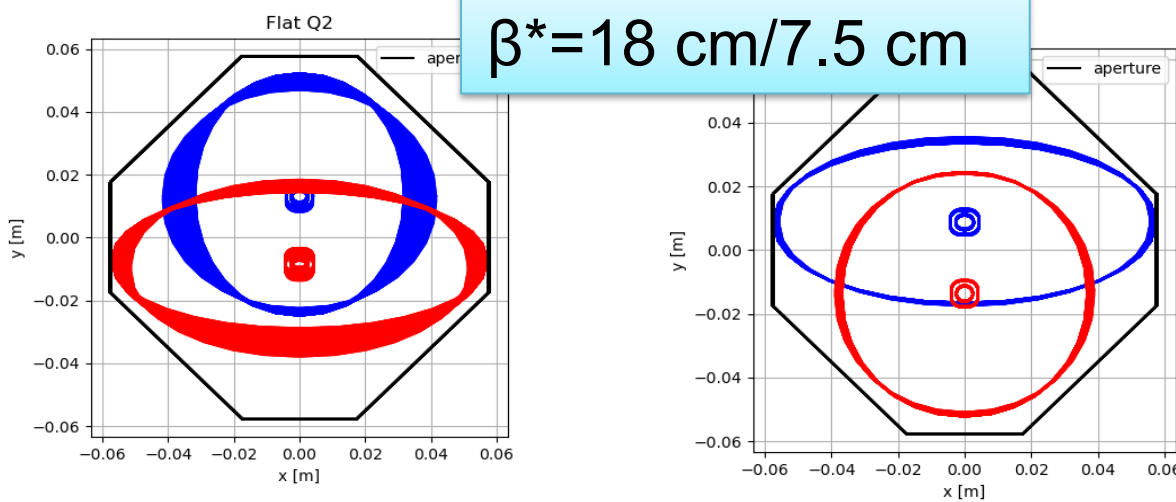 Flat Q2
β*=18 cm/7.5 cm
0.06
0.04
0.02
0.00
−0.02
−0.04
−0.06
y [m]
−0.06 −0.04 −0.02 0.00 0.02 0.04 0.06
x [m]
aperture
0.04
0.02
0.00
−0.02
−0.04
−0.06
y [m]
−0.06 −0.04 −0.02 0.00 0.02 0.04
x [m]